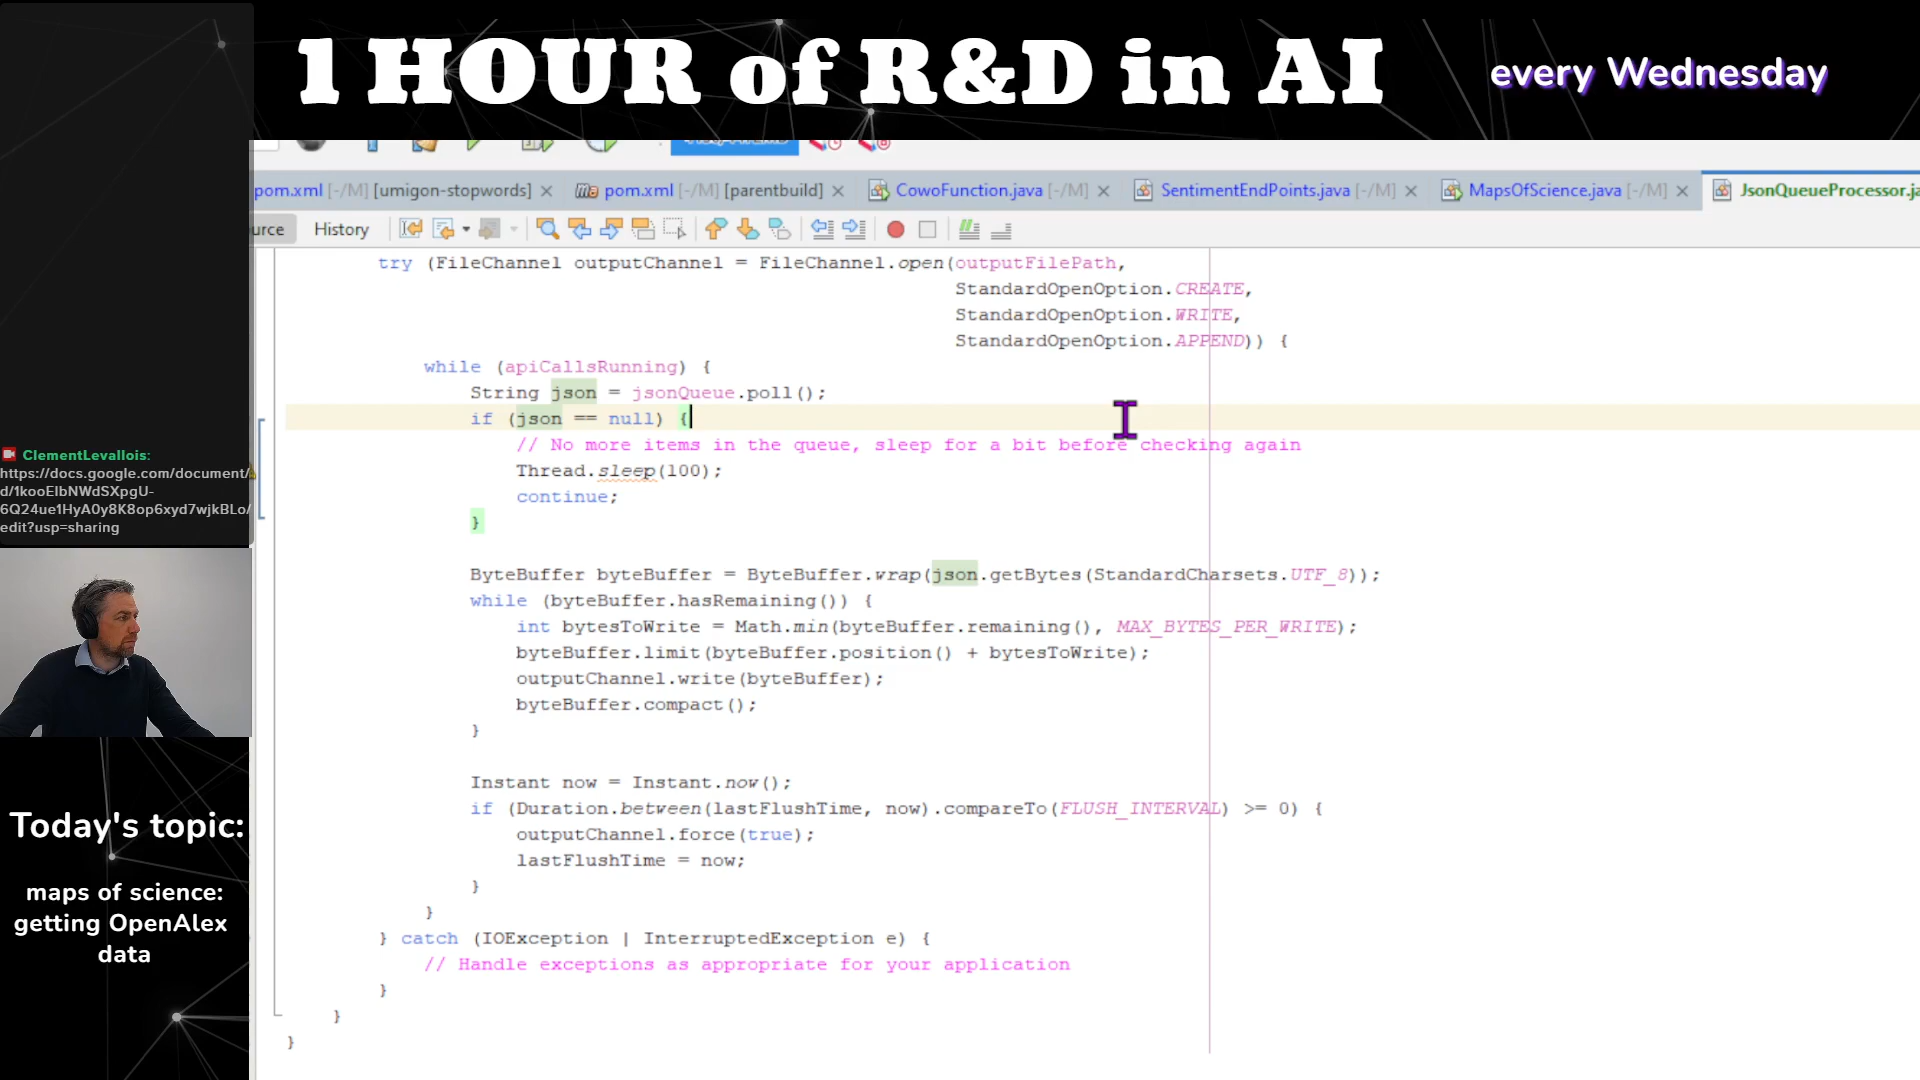 1 HOUR of R&D in AI
every Wednesday
pom.xml [-/M] [umigon-stopwords]
pom.xml [-/M] [parentbuild]
CowoFunction.java [-/M]
SentimentEndPoints.java [-/M]
MapsOfScience.java [-/M]
JsonQueueProcessor.ja
urce
History
try (FileChannel outputChannel = FileChannel.open(outputFilePath,
StandardOpenOption.CREATE,
StandardOpenOption.WRITE,
StandardOpenOption.APPEND)) {
while (apiCallsRunning) {
String json = jsonQueue.poll();
if (json == null) {
// No more items in the queue, sleep for a bit before checking again
Thread.sleep(100);
continue;
}
ByteBuffer byteBuffer = ByteBuffer.wrap(json.getBytes(StandardCharsets.UTF_8));
while (byteBuffer.hasRemaining()) {
int bytesToWrite = Math.min(byteBuffer.remaining(), MAX_BYTES_PER_WRITE);
byteBuffer.limit(byteBuffer.position() + bytesToWrite);
outputChannel.write(byteBuffer);
byteBuffer.compact();
}
Instant now = Instant.now();
if (Duration.between(lastFlushTime, now).compareTo(FLUSH_INTERVAL) >= 0) {
outputChannel.force(true);
lastFlushTime = now;
}
}
} catch (IOException | InterruptedException e) {
// Handle exceptions as appropriate for your application
}
}
}
ClementLevallois:
https://docs.google.com/document/
d/1kooEIbNWdSXpgU-
6Q24ue1HyA0y8K8op6xyd7wjkBLo/
edit?usp=sharing
Today's topic:
maps of science:
getting OpenAlex
data